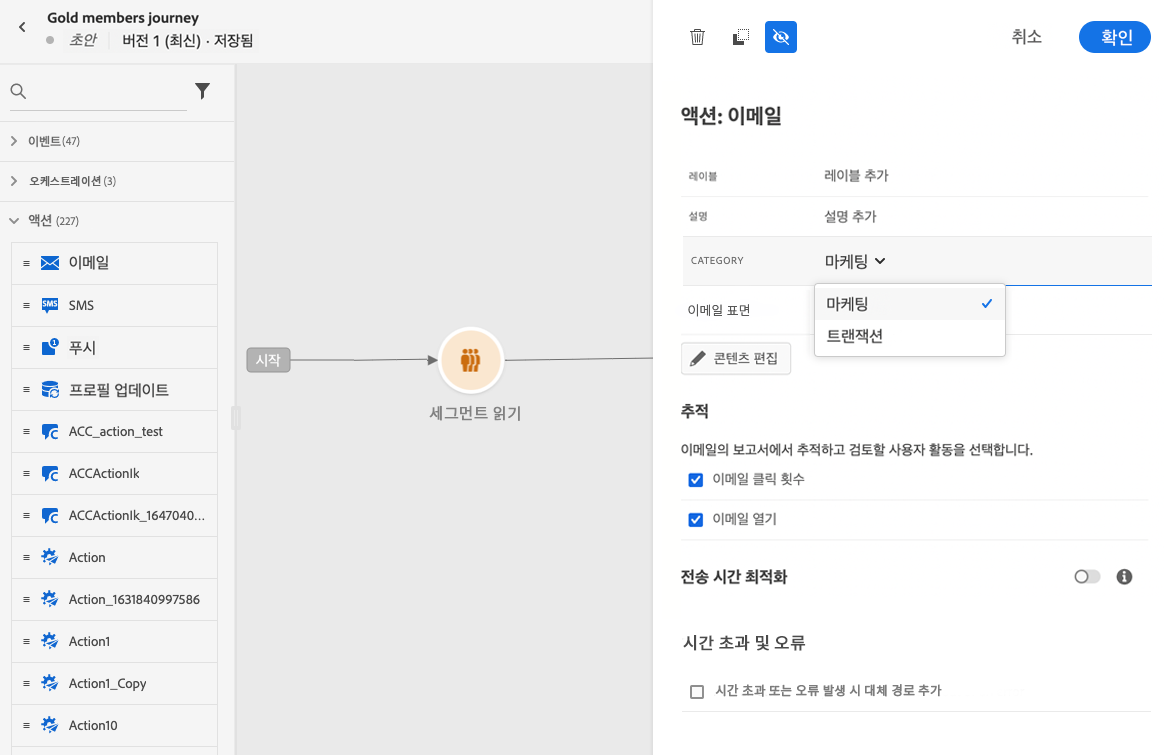 Gold members journey
초안 버전 1 (최신) · 저장됨
취소
확인
이벤트(47)
오케스트레이션 (3)
액션 (227)
이메일
SMS
SMS
푸시
1
프로필 업데이트
ACC_action_test
ACCActionlk
ACCActionlk_1647040...
Action
Action_1631840997586
Action1
Action1_Copy
Action10
시작
세그먼트 읽기
액션: 이메일
레이블 레이블 추가
설명 설명 추가
CATEGORY 마케팅
마케팅
트랜잭션
이메일 표면
콘텐츠 편집
추적
이메일의 보고서에서 추적하고 검토할 사용자 활동을 선택합니다.
이메일 클릭 횟수
이메일 열기
전송 시간 최적화
시간 초과 및 오류
시간 초과 또는 오류 발생 시 대체 경로 추가